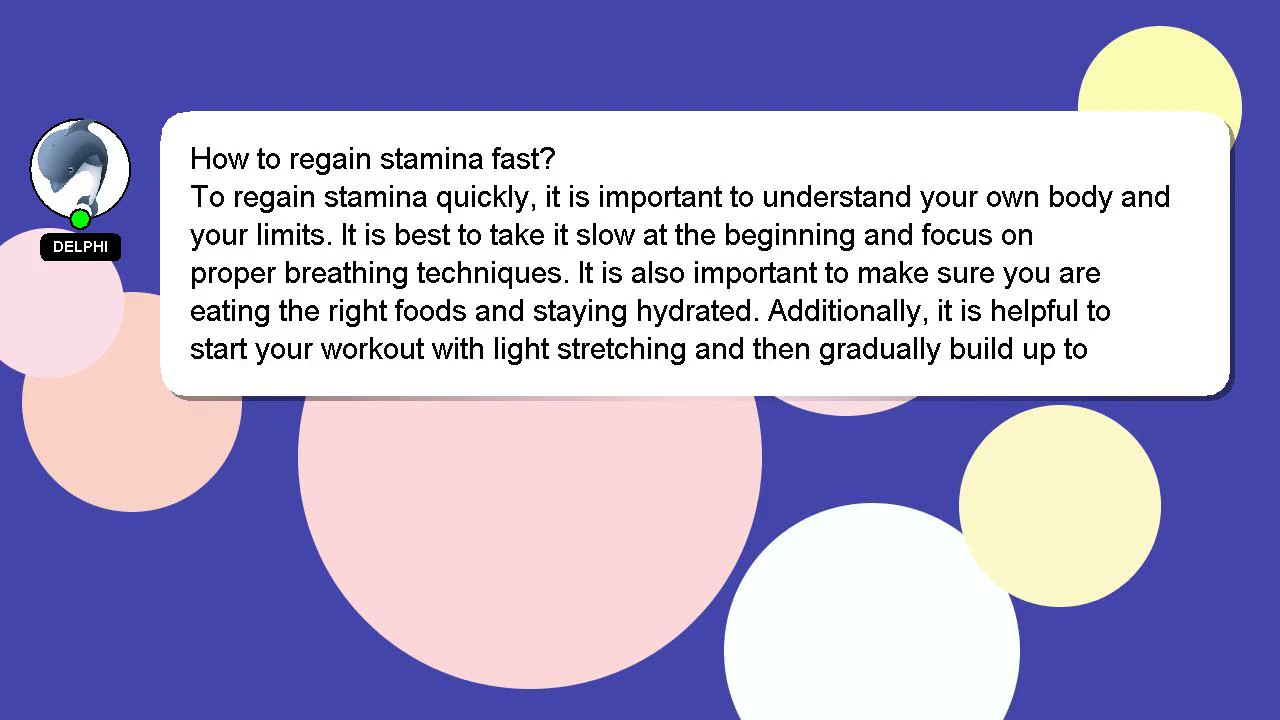 How to regain stamina fast?
To regain stamina quickly, it is important to understand your own body and
your limits. It is best to take it slow at the beginning and focus on
proper breathing techniques. It is also important to make sure you are
eating the right foods and staying hydrated. Additionally, it is helpful to
start your workout with light stretching and then gradually build up to
DELPHI